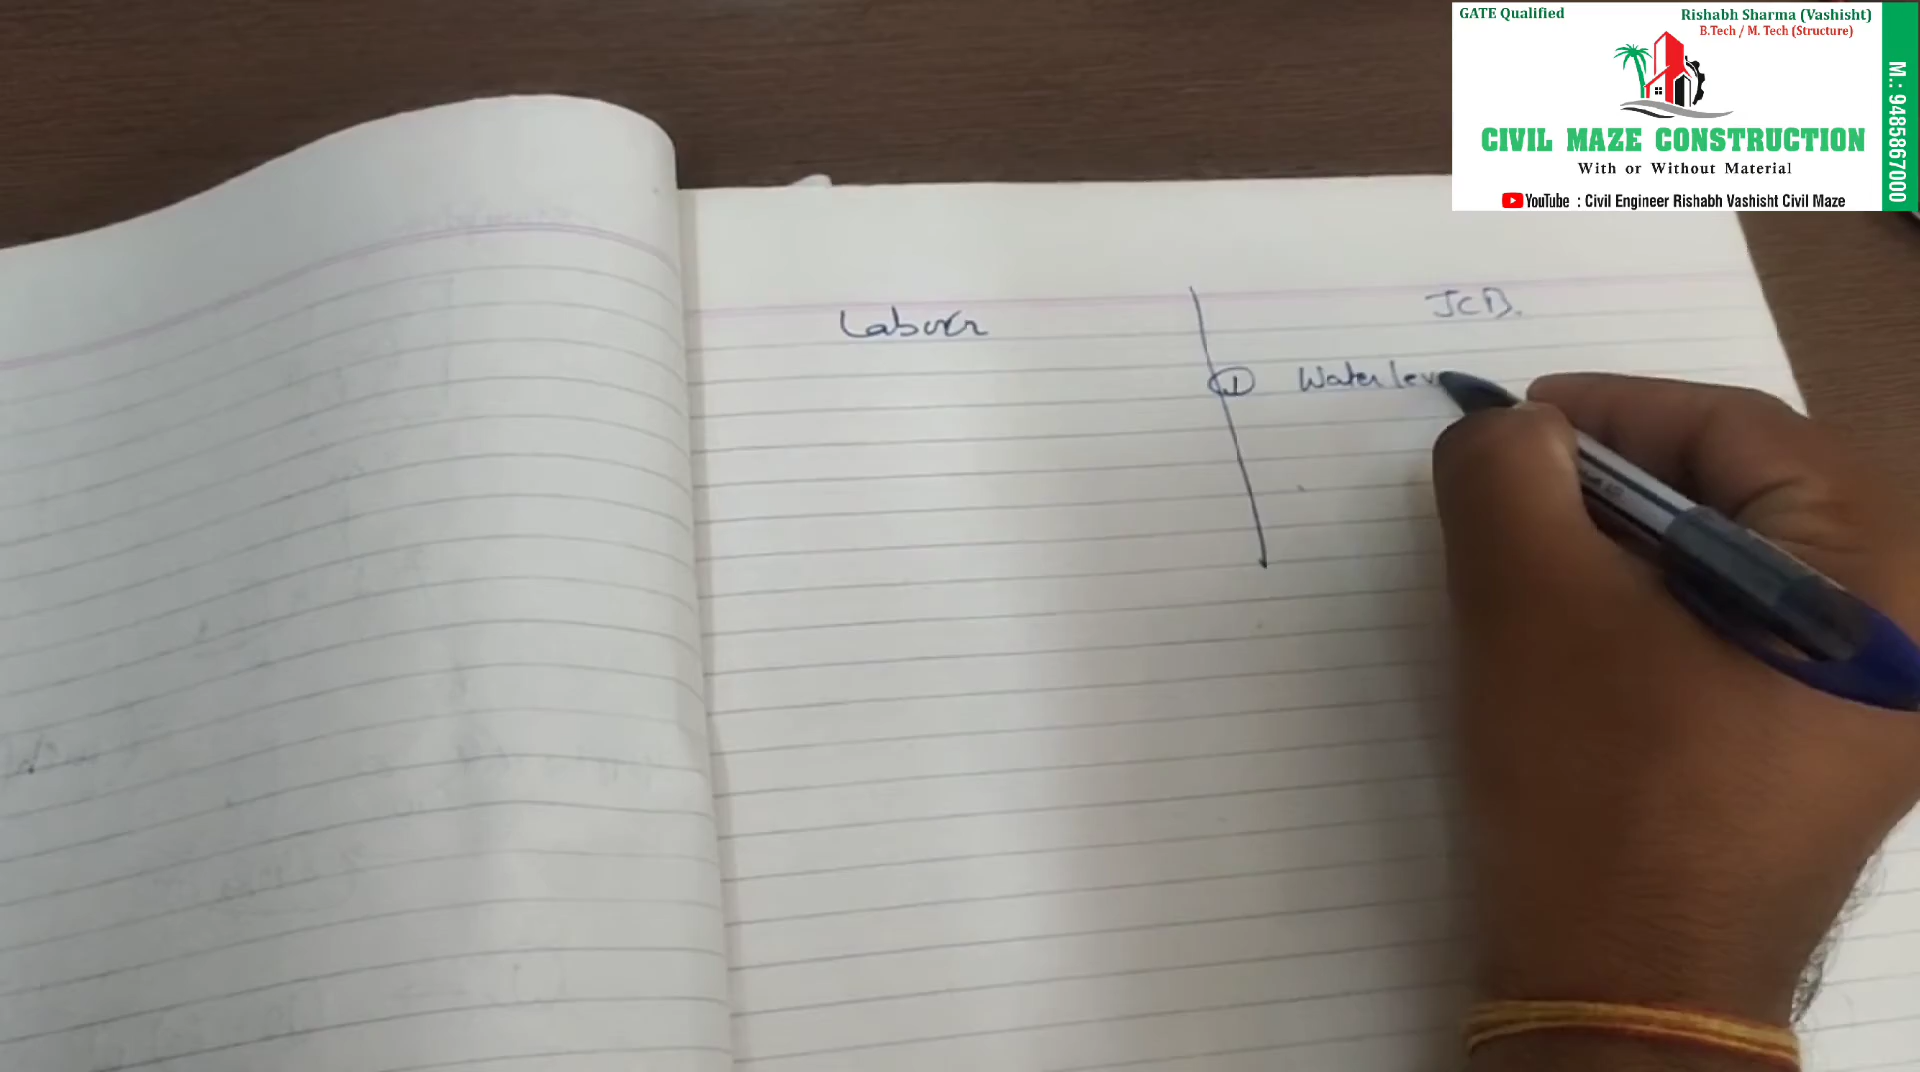 GATE Qualified
Rishabh Sharma (Vashisht)
B.Tech / M. Tech (Structure)
CIVIL MAZE CONSTRUCTION
With or Without Material
YouTube : Civil Engineer Rishabh Vashisht Civil Maze
M.: 9485867000
Labour
JCB.
① Water lev